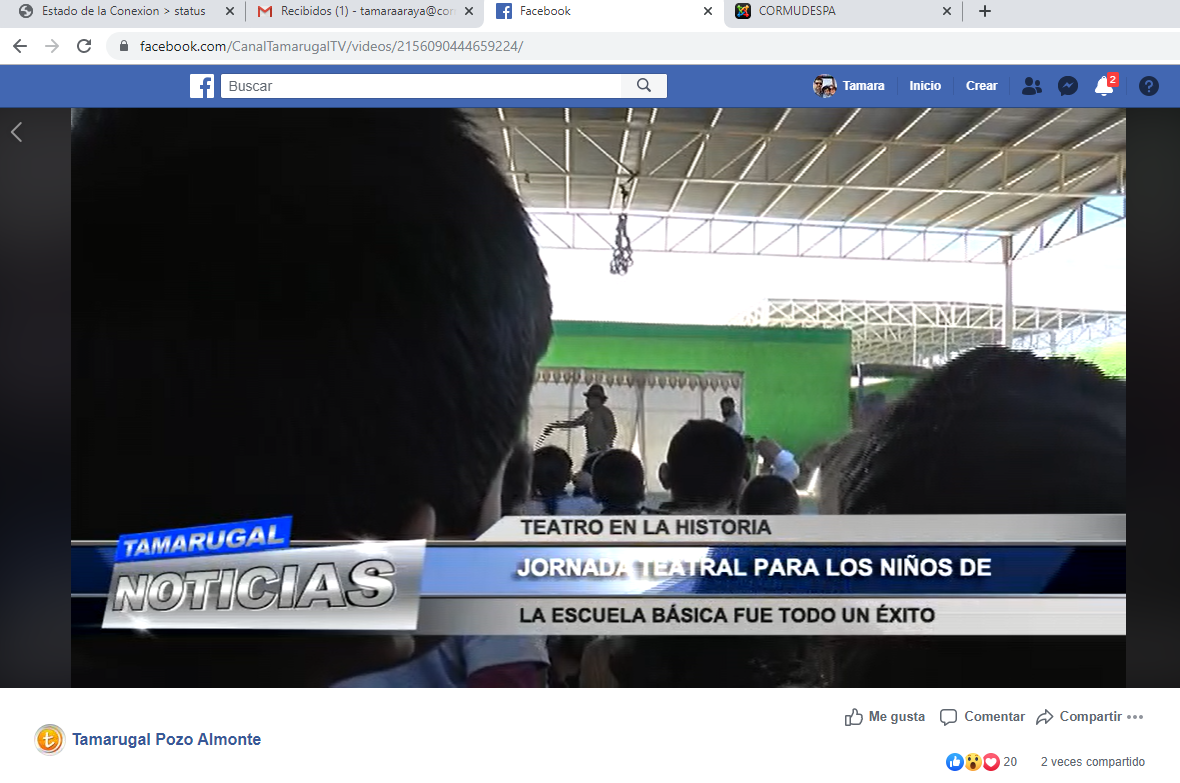 Estado de la Conexion > status
Recibidos (1) - tamaraaraya@cor
Facebook
CORMUDESPA
facebook.com/CanalTamarugalTV/videos/2156090444659224/
Buscar
Tamara
Inicio
Crear
2
TEATRO EN LA HISTORIA
TAMARUGAL
NOTICIAS
JORNADA TEATRAL PARA LOS NIÑOS DE
LA ESCUELA BÁSICA FUE TODO UN ÉXITO
Me gusta
Comentar
Compartir
Tamarugal Pozo Almonte
20
2 veces compartido